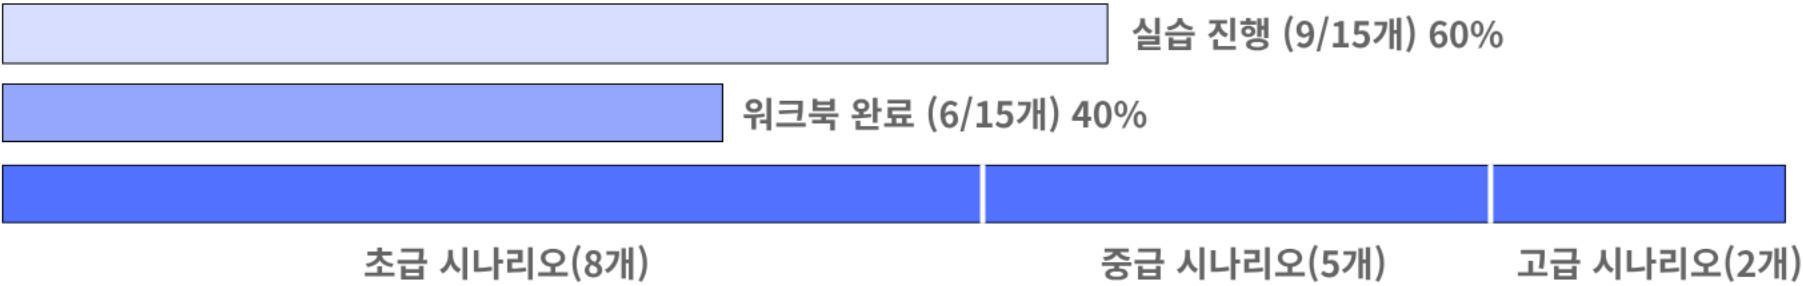 실습 진행 (9/15개) 60%
워크북 완료 (6/15개) 40%
초급 시나리오(8개) 중급 시나리오(5개) 고급 시나리오(2개)